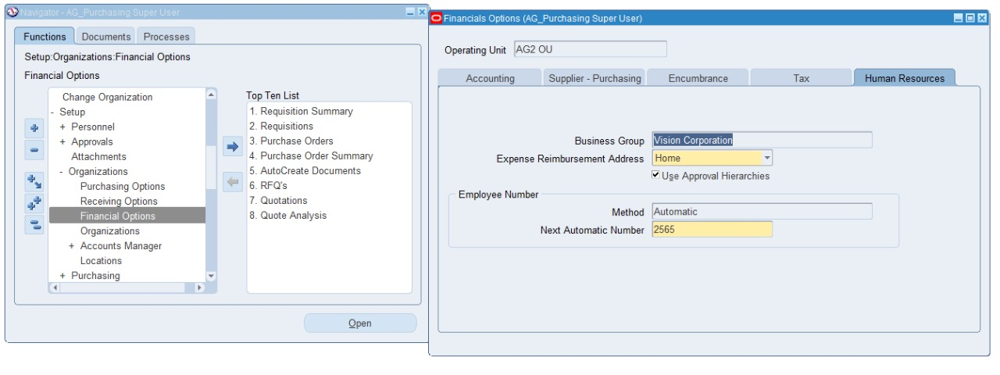 Navigator - AG_Purchasing Super User
Functions
Documents
Processes
Setup:Organizations:Financial Options
Financial Options
Change Organization
- Setup
+ Personnel
+ Approvals
Attachments
- Organizations
Purchasing Options
Receiving Options
Financial Options
Organizations
+ Accounts Manager
Locations
+ Purchasing
Top Ten List
1. Requisition Summary
2. Requisitions
3. Purchase Orders
4. Purchase Order Summary
5. AutoCreate Documents
6. RFQ's
7. Quotations
8. Quote Analysis
Open
Financials Options (AG_Purchasing Super User)
Operating Unit AG2 OU
Accounting
Supplier - Purchasing
Encumbrance
Tax
Human Resources
Business Group Vision Corporation
Expense Reimbursement Address Home
Use Approval Hierarchies
Employee Number
Method Automatic
Next Automatic Number 2565